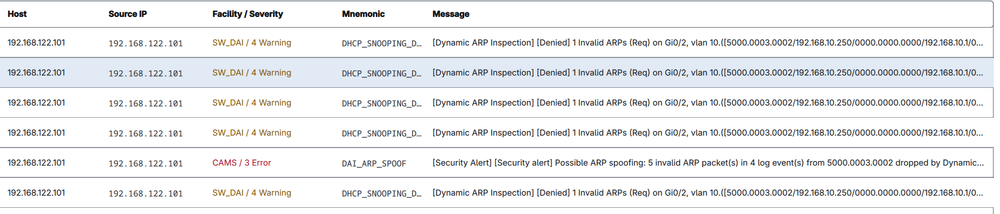 Host Source IP Facility / Severity Mnemonic Message
192.168.122.101 192.168.122.101 SW_DAI / 4 Warning DHCP_SNOOPING_D… [Dynamic ARP Inspection] [Denied] 1 Invalid ARPs (Req) on Gi0/2, vlan 10.([5000.0003.0002/192.168.10.250/0000.0000.0000/192.168.10.1/0…
192.168.122.101 192.168.122.101 SW_DAI / 4 Warning DHCP_SNOOPING_D… [Dynamic ARP Inspection] [Denied] 1 Invalid ARPs (Req) on Gi0/2, vlan 10.([5000.0003.0002/192.168.10.250/0000.0000.0000/192.168.10.1/0…
192.168.122.101 192.168.122.101 SW_DAI / 4 Warning DHCP_SNOOPING_D… [Dynamic ARP Inspection] [Denied] 1 Invalid ARPs (Req) on Gi0/2, vlan 10.([5000.0003.0002/192.168.10.250/0000.0000.0000/192.168.10.1/0…
192.168.122.101 192.168.122.101 SW_DAI / 4 Warning DHCP_SNOOPING_D… [Dynamic ARP Inspection] [Denied] 1 Invalid ARPs (Req) on Gi0/2, vlan 10.([5000.0003.0002/192.168.10.250/0000.0000.0000/192.168.10.1/0…
192.168.122.101 192.168.122.101 CAMS / 3 Error DAI_ARP_SPOOF [Security Alert] [Security alert] Possible ARP spoofing: 5 invalid ARP packet(s) in 4 log event(s) from 5000.0003.0002 dropped by Dynamic…
192.168.122.101 192.168.122.101 SW_DAI / 4 Warning DHCP_SNOOPING_D… [Dynamic ARP Inspection] [Denied] 1 Invalid ARPs (Req) on Gi0/2, vlan 10.([5000.0003.0002/192.168.10.250/0000.0000.0000/192.168.10.1/0…